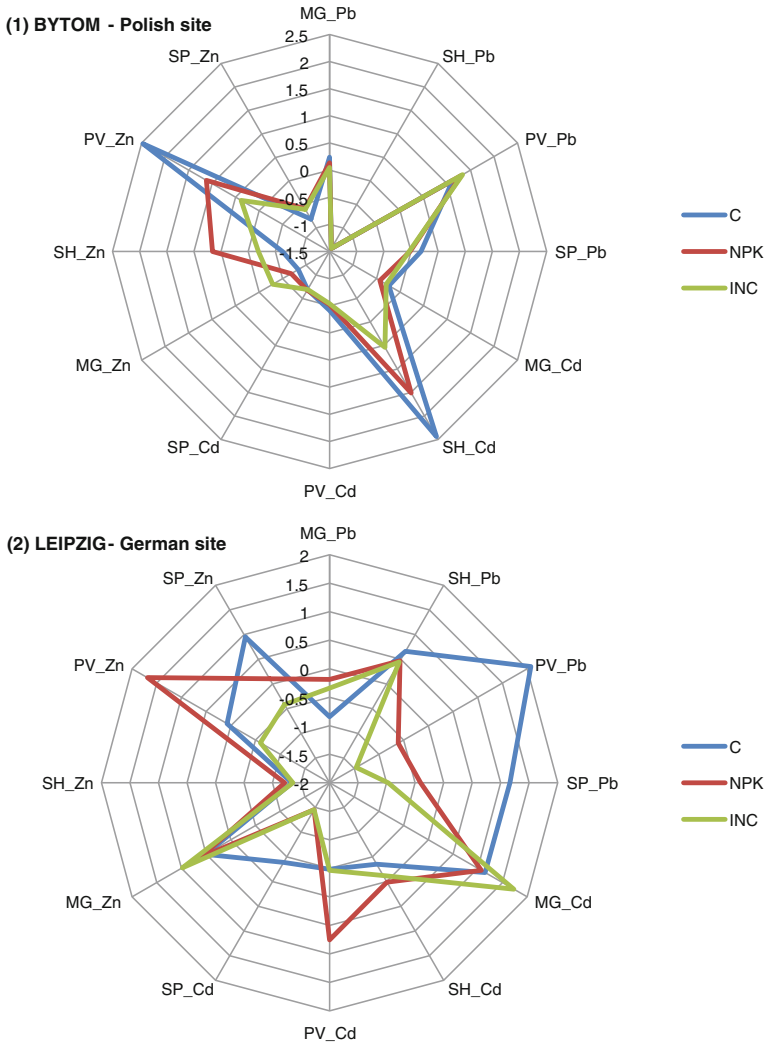 (1) BYTOM - Polish site
MG_Pb
SH_Pb
PV_Pb
SP_Pb
MG_Cd
SH_Cd
PV_Cd
SP_Cd
MG_Zn
SH_Zn
PV_Zn
SP_Zn
2.5
2
1.5
1
0.5
0
-0.5
-1
-1.5
C
NPK
INC
(2) LEIPZIG- German site
MG_Pb
SH_Pb
PV_Pb
SP_Pb
MG_Cd
SH_Cd
PV_Cd
SP_Cd
MG_Zn
SH_Zn
PV_Zn
SP_Zn
2
1.5
1
0.5
0
-0.5
-1
-1.5
-2
C
NPK
INC